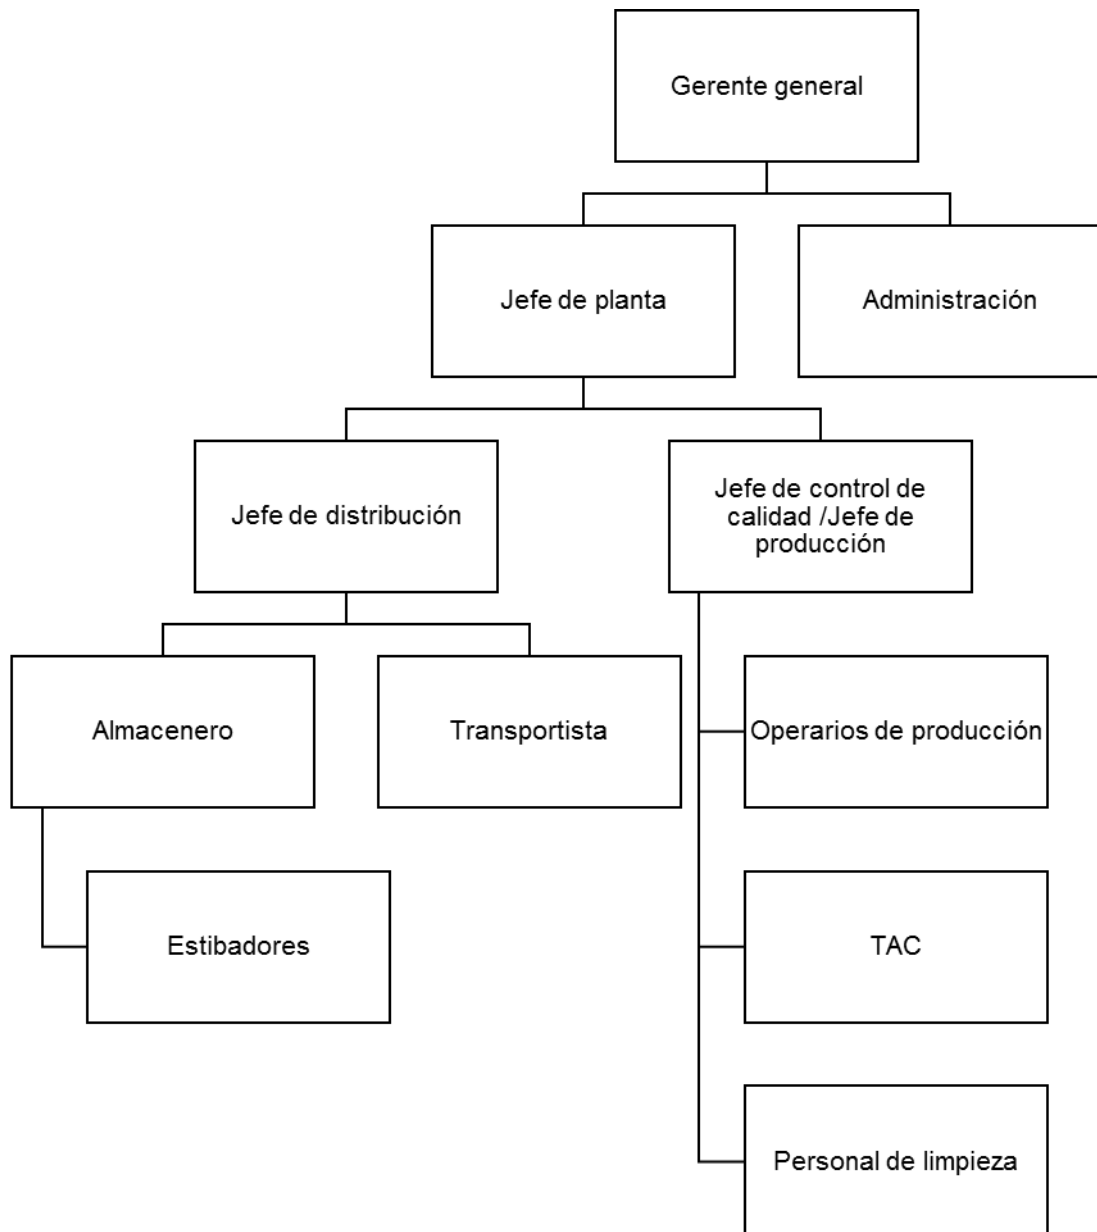 Gerente general
Jefe de planta
Administración
Jefe de distribución
Jefe de control de
calidad /Jefe de
producción
Almacenero
Transportista
Operarios de producción
Estibadores
TAC
Personal de limpieza